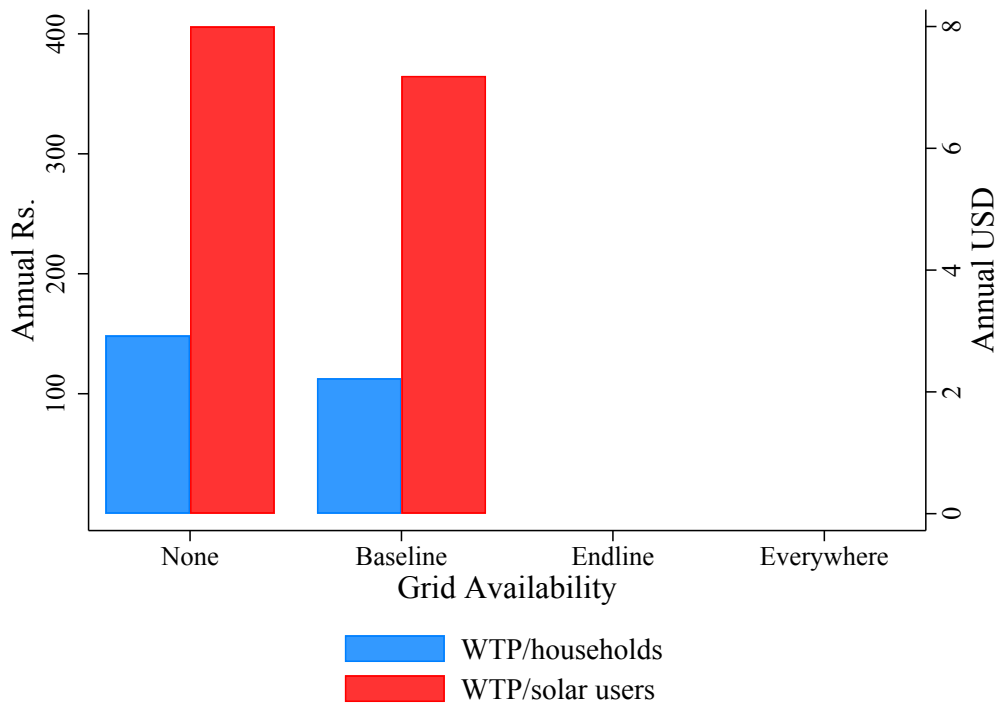 400
300
200
100
Annual Rs.
8
6
4
2
0
Annual USD
None
Baseline
Endline
Everywhere
Grid Availability
WTP/households
WTP/solar users